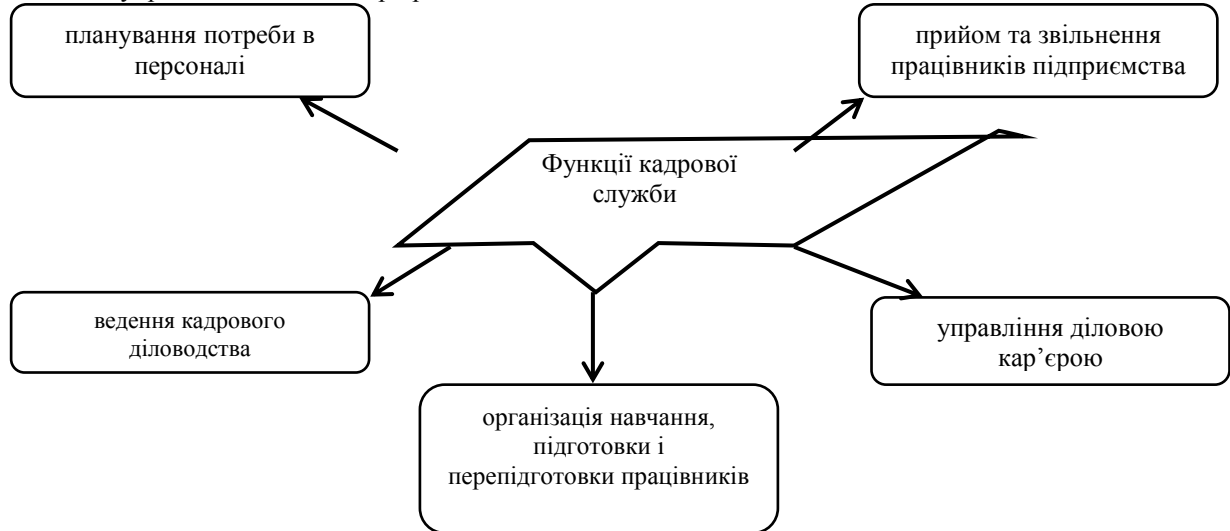 планування потреби в
персоналі
прийом та звільнення
працівників підприємства
Функції кадрової
служби
ведення кадрового
діловодства
управління діловою
кар’єрою
організація навчання,
підготовки і
перепідготовки працівників